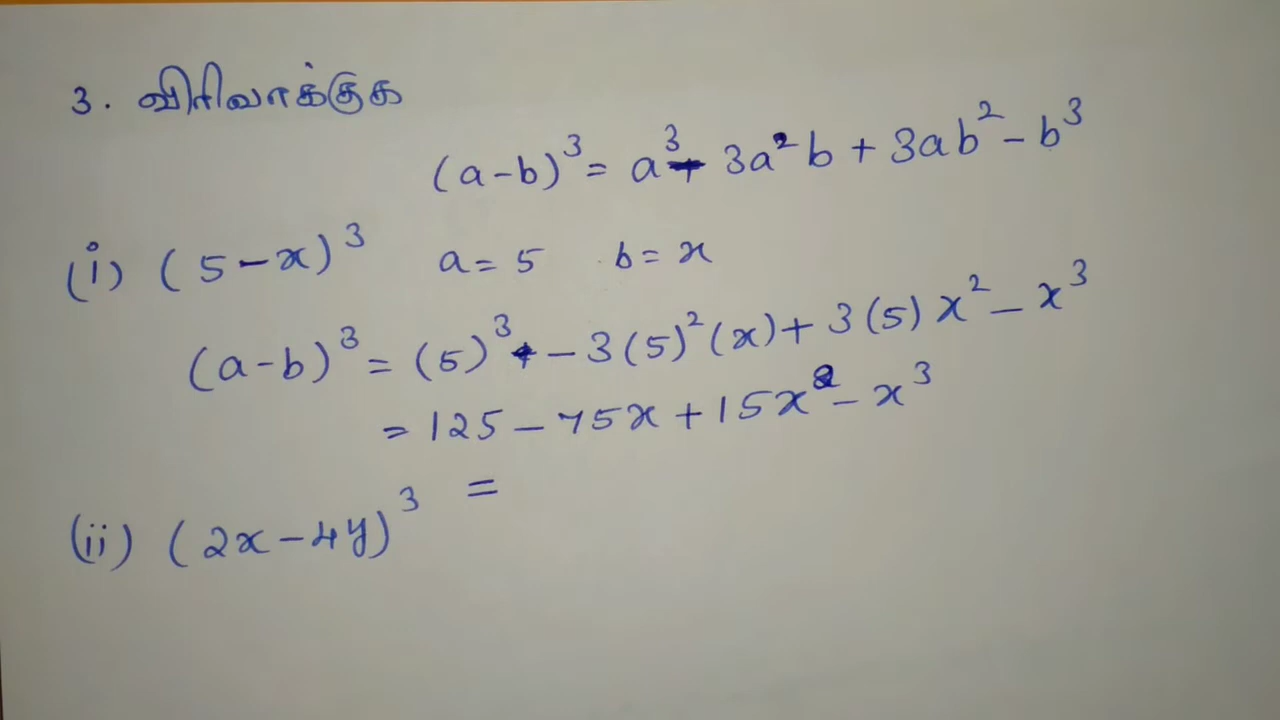 3. விரிவாக்குக
(a-b)³ = a³ - 3a²b + 3ab² - b³
(i) (5-x)³ a = 5 b = x
(a-b)³ = (5)³ - 3(5)²(x) + 3(5)x² - x³
= 125 - 75x + 15x² - x³
=
(ii) (2x-4y)³